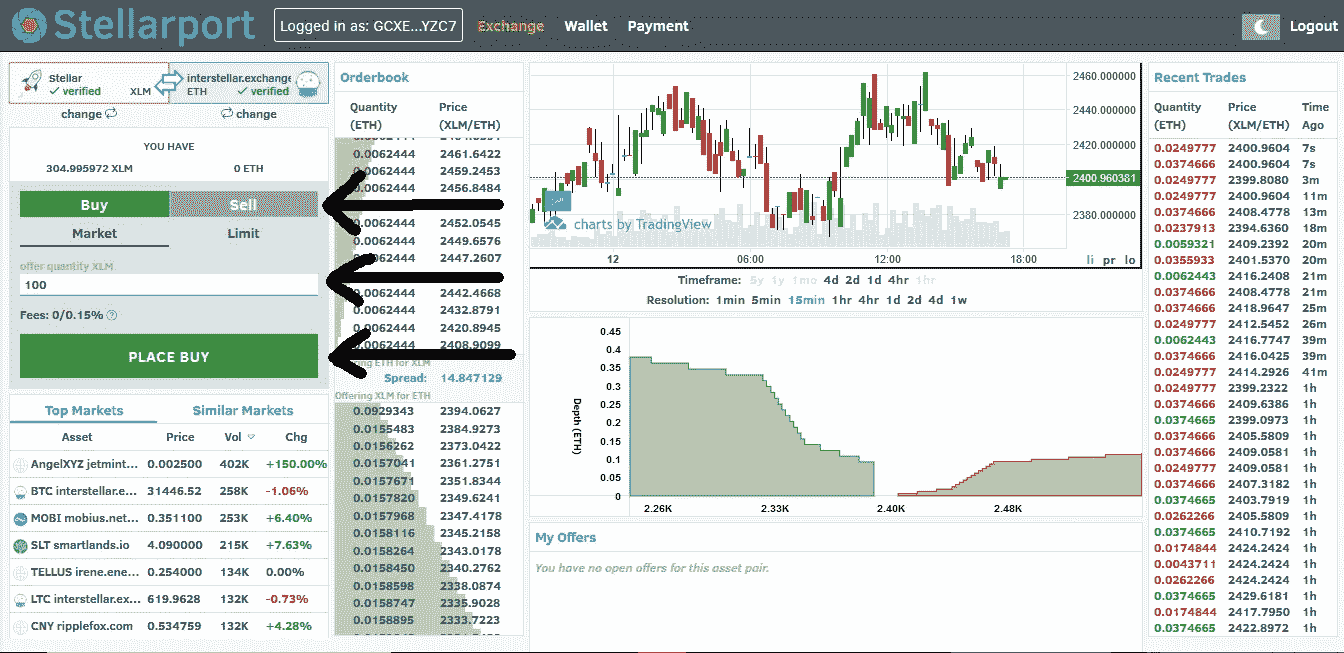 Stellarport
Logged in as: GCXE...YZC7
Exchange
Wallet
Payment
Logout
Stellar
verified
XLM
interstellar.exchange
ETH
verified
change
change
YOU HAVE
304.995972 XLM
0 ETH
Buy
Sell
Market
Limit
offer quantity XLM
100
Fees: 0/0.15%
PLACE BUY
Top Markets
Similar Markets
Asset Price Vol Chg
AngelXYZ jetmint... 0.002500 402K +150.00%
BTC interstellar.e... 31446.52 258K -1.06%
MOBI mobius.net... 0.351100 253K +6.40%
SLT smartlands.io 4.090000 215K +7.63%
TELLUS irene.ene... 0.254000 134K 0.00%
LTC interstellar.ex... 619.9628 132K -0.73%
CNY ripplefox.com 0.534759 132K +4.28%
Orderbook
Quantity Price
(ETH) (XLM/ETH)
0.0062444 2461.6422
0.0062444 2459.2453
0.0062444 2456.8484
0.0062444 2452.0545
0.0062444 2449.6576
0.0062444 2447.2607
0.0062444 2442.4668
0.0062444 2432.8791
0.0062444 2420.8945
0.0062444 2408.9099
ETH for XLM
Spread: 14.847129
Offering XLM for ETH
0.0929343 2394.0627
0.0155483 2384.9273
0.0156262 2373.0422
0.0157041 2361.2751
0.0157671 2351.8344
0.0157820 2349.6241
0.0157968 2347.4178
0.0158116 2345.2158
0.0158264 2343.0178
0.0158450 2340.2762
0.0158598 2338.0874
0.0158747 2335.9028
0.0158895 2333.7223
2460.000000
2440.000000
2420.000000
2400.960381
2380.000000
charts by TradingView
12 06:00 12:00 18:00
li pr lo
Timeframe: 5y 1y 1mo 4d 2d 1d 4hr 1hr
Resolution: 1min 5min 15min 1hr 4hr 1d 2d 4d 1w
Depth (ETH)
0.45
0.4
0.35
0.3
0.25
0.2
0.15
0.1
0.05
0
2.26K 2.33K 2.40K 2.48K
My Offers
You have no open offers for this asset pair.
Recent Trades
Quantity Price Time
(ETH) (XLM/ETH) Ago
0.0249777 2400.9604 7s
0.0374666 2400.9604 7s
0.0249777 2399.8080 3m
0.0249777 2400.9604 11m
0.0374666 2408.4778 13m
0.0237913 2394.6360 18m
0.0059321 2409.2392 20m
0.0355933 2401.5370 20m
0.0062443 2416.2408 21m
0.0374666 2408.4778 21m
0.0374666 2418.9647 25m
0.0249777 2412.5452 26m
0.0062443 2416.7747 39m
0.0374666 2416.0425 39m
0.0374666 2414.2926 41m
0.0249777 2399.2322 1h
0.0374666 2409.6386 1h
0.0374665 2399.0973 1h
0.0374666 2405.5809 1h
0.0374666 2409.0581 1h
0.0249777 2409.0581 1h
0.0374666 2407.3182 1h
0.0374665 2403.7919 1h
0.0262266 2405.5809 1h
0.0374665 2410.7192 1h
0.0174844 2424.2424 1h
0.0043711 2424.2424 1h
0.0262266 2424.2424 1h
0.0374665 2429.6181 1h
0.0174844 2417.7950 1h
0.0374665 2422.8972 1h